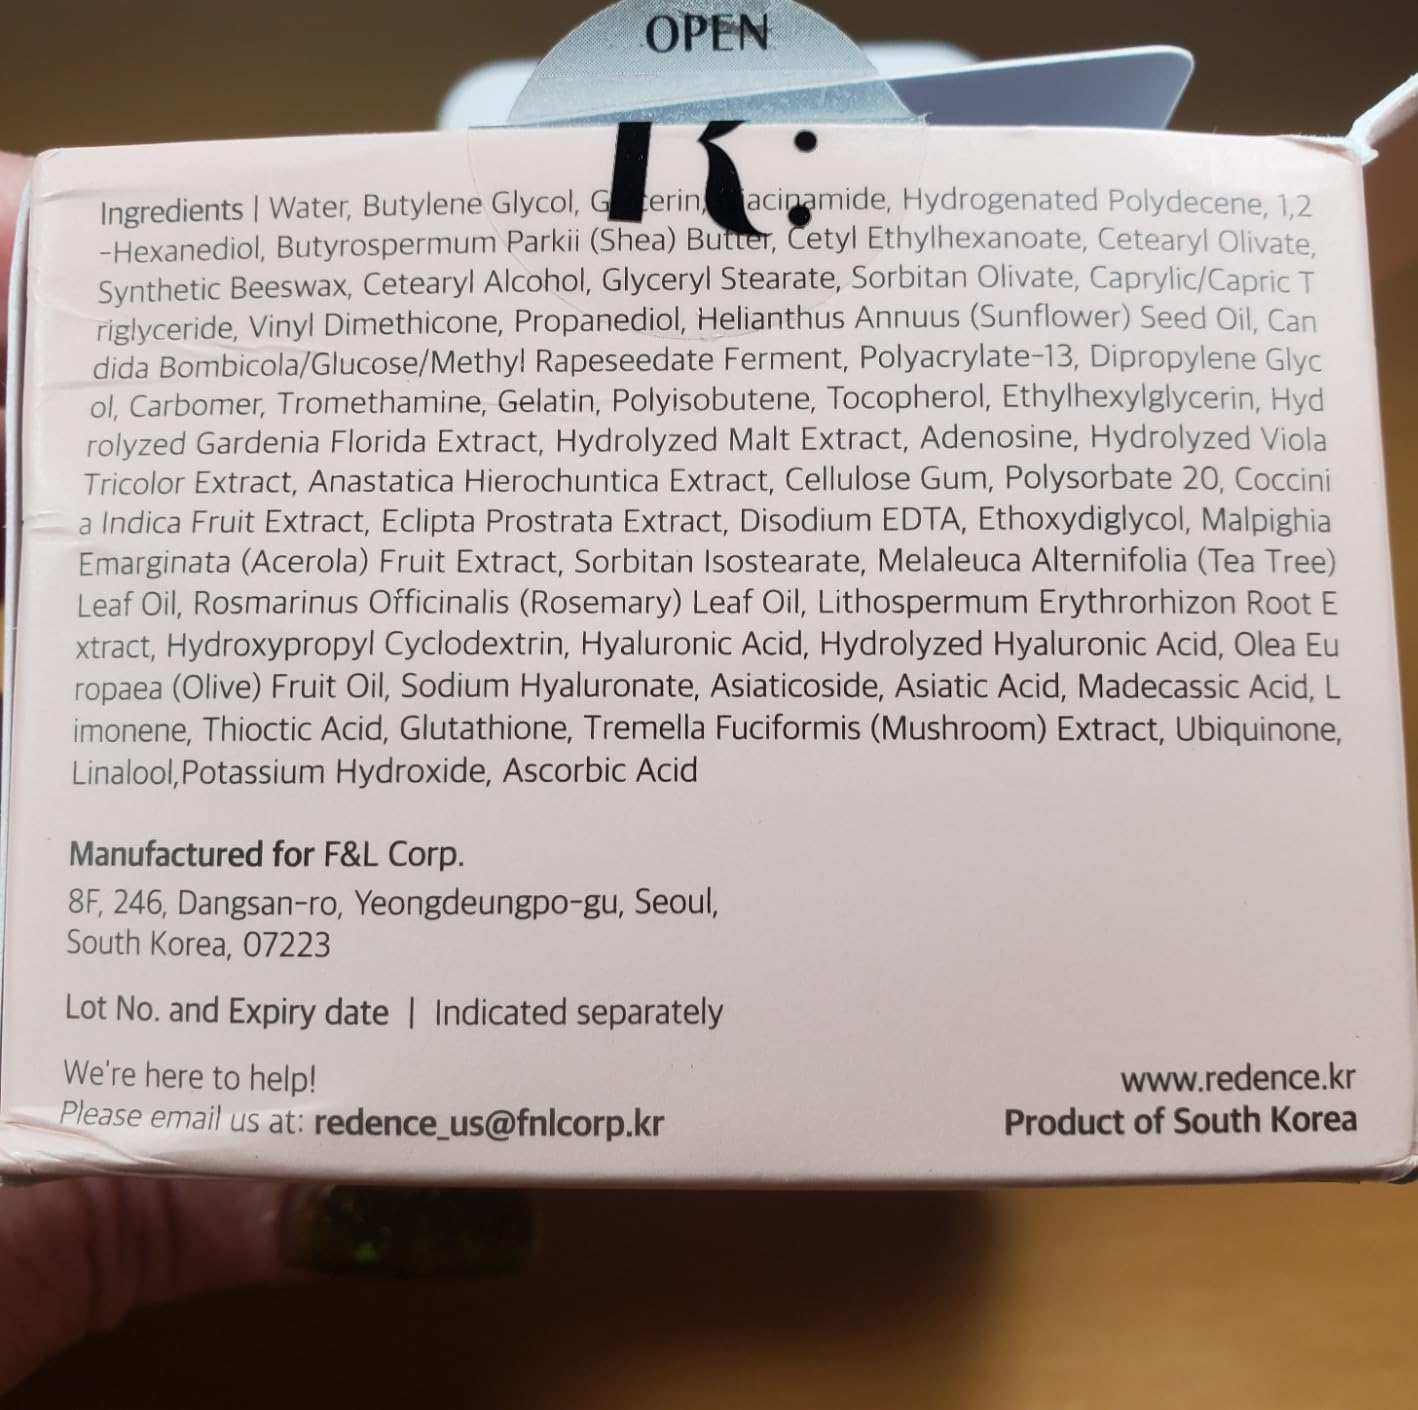 OPEN
R:
Ingredients | Water, Butylene Glycol, Glycerin, Niacinamide, Hydrogenated Polydecene, 1,2
-Hexanediol, Butyrospermum Parkii (Shea) Butter, Cetyl Ethylhexanoate, Cetearyl Olivate,
Synthetic Beeswax, Cetearyl Alcohol, Glyceryl Stearate, Sorbitan Olivate, Caprylic/Capric T
riglyceride, Vinyl Dimethicone, Propanediol, Helianthus Annuus (Sunflower) Seed Oil, Can
dida Bombicola/Glucose/Methyl Rapeseedate Ferment, Polyacrylate-13, Dipropylene Glyc
ol, Carbomer, Tromethamine, Gelatin, Polyisobutene, Tocopherol, Ethylhexylglycerin, Hyd
rolyzed Gardenia Florida Extract, Hydrolyzed Malt Extract, Adenosine, Hydrolyzed Viola
Tricolor Extract, Anastatica Hierochuntica Extract, Cellulose Gum, Polysorbate 20, Coccini
a Indica Fruit Extract, Eclipta Prostrata Extract, Disodium EDTA, Ethoxydiglycol, Malpighia
Emarginata (Acerola) Fruit Extract, Sorbitan Isostearate, Melaleuca Alternifolia (Tea Tree)
Leaf Oil, Rosmarinus Officinalis (Rosemary) Leaf Oil, Lithospermum Erythrorhizon Root E
xtract, Hydroxypropyl Cyclodextrin, Hyaluronic Acid, Hydrolyzed Hyaluronic Acid, Olea Eu
ropaea (Olive) Fruit Oil, Sodium Hyaluronate, Asiaticoside, Asiatic Acid, Madecassic Acid, L
imonene, Thioctic Acid, Glutathione, Tremella Fuciformis (Mushroom) Extract, Ubiquinone,
Linalool,Potassium Hydroxide, Ascorbic Acid
Manufactured for F&L Corp.
8F, 246, Dangsan-ro, Yeongdeungpo-gu, Seoul,
South Korea, 07223
Lot No. and Expiry date | Indicated separately
We're here to help!
Please email us at: redence_us@fnlcorp.kr
www.redence.kr
Product of South Korea